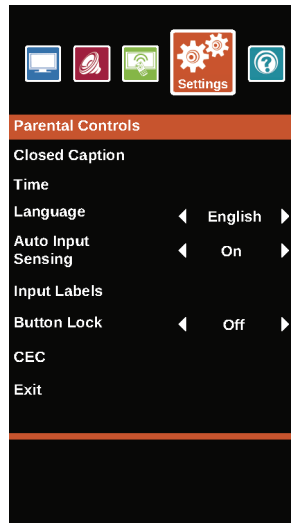 Settings
Parental Controls
Closed Caption
Time
Language English
Auto Input
Sensing On
Input Labels
Button Lock Off
CEC
Exit